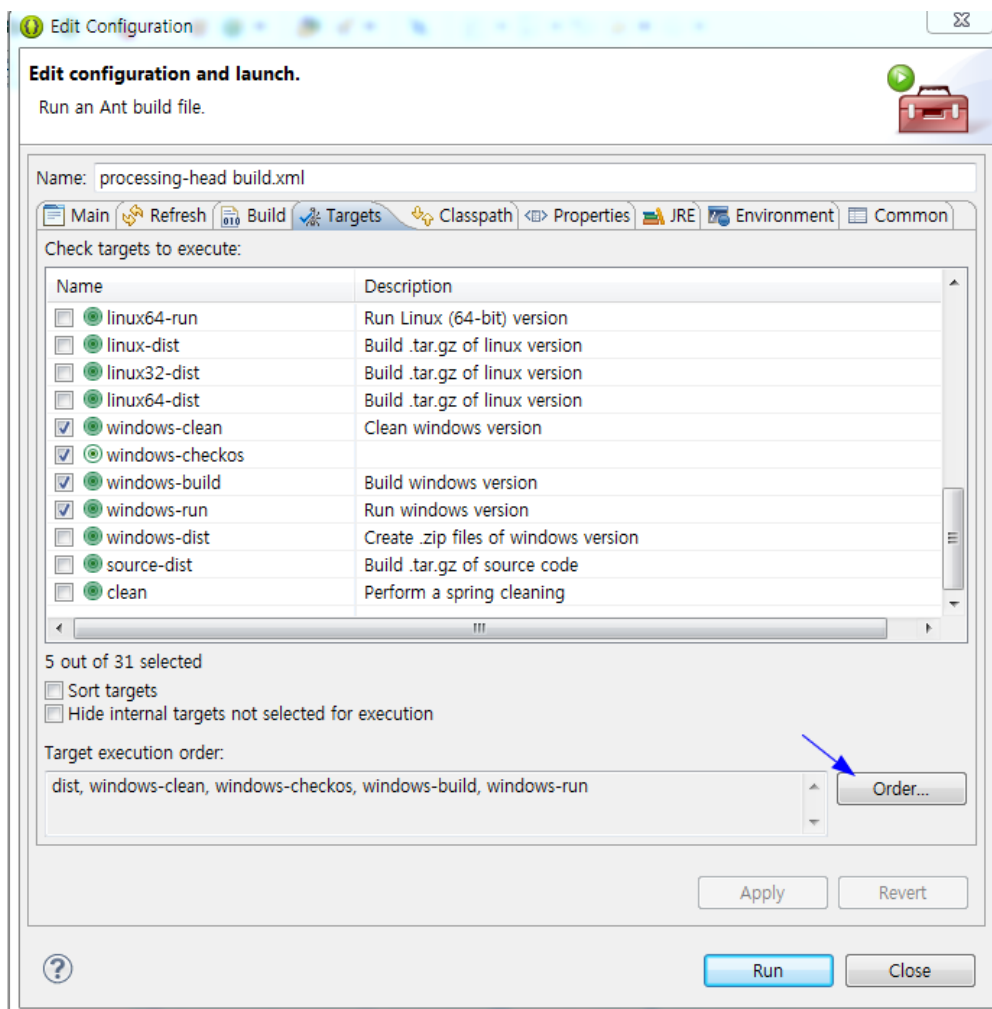 Edit Configuration
Edit configuration and launch.
Run an Ant build file.
Name: processing-head build.xml
Main Refresh Build Targets Classpath Properties JRE Environment Common
Check targets to execute:
Name Description
linux64-run Run Linux (64-bit) version
linux-dist Build .tar.gz of linux version
linux32-dist Build .tar.gz of linux version
linux64-dist Build .tar.gz of linux version
windows-clean Clean windows version
windows-checkos
windows-build Build windows version
windows-run Run windows version
windows-dist Create .zip files of windows version
source-dist Build .tar.gz of source code
clean Perform a spring cleaning
5 out of 31 selected
Sort targets
Hide internal targets not selected for execution
Target execution order:
dist, windows-clean, windows-checkos, windows-build, windows-run
Order...
Apply Revert
Run Close